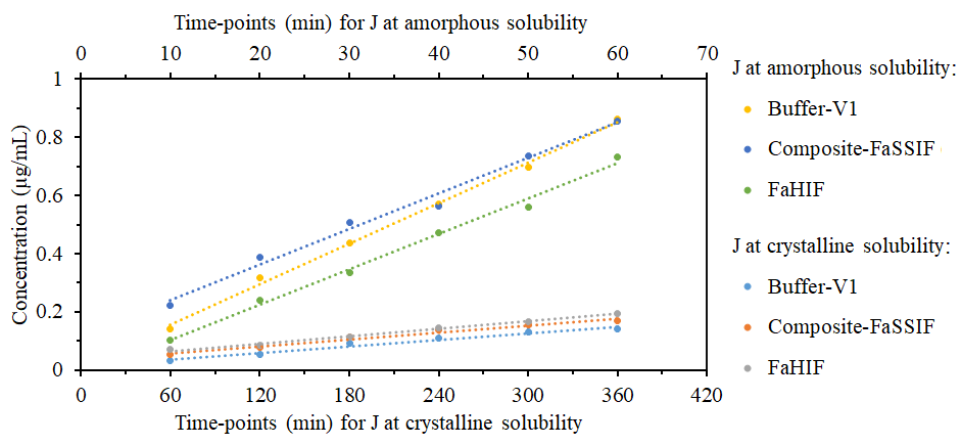 Time-points (min) for J at amorphous solubility
0 10 20 30 40 50 60 70
1
0.8
0.6
0.4
0.2
0
Concentration (µg/mL)
60 120 180 240 300 360 420
Time-points (min) for J at crystalline solubility
J at amorphous solubility:
Buffer-V1
Composite-FaSSIF
FaHIF
J at crystalline solubility:
Buffer-V1
Composite-FaSSIF
FaHIF